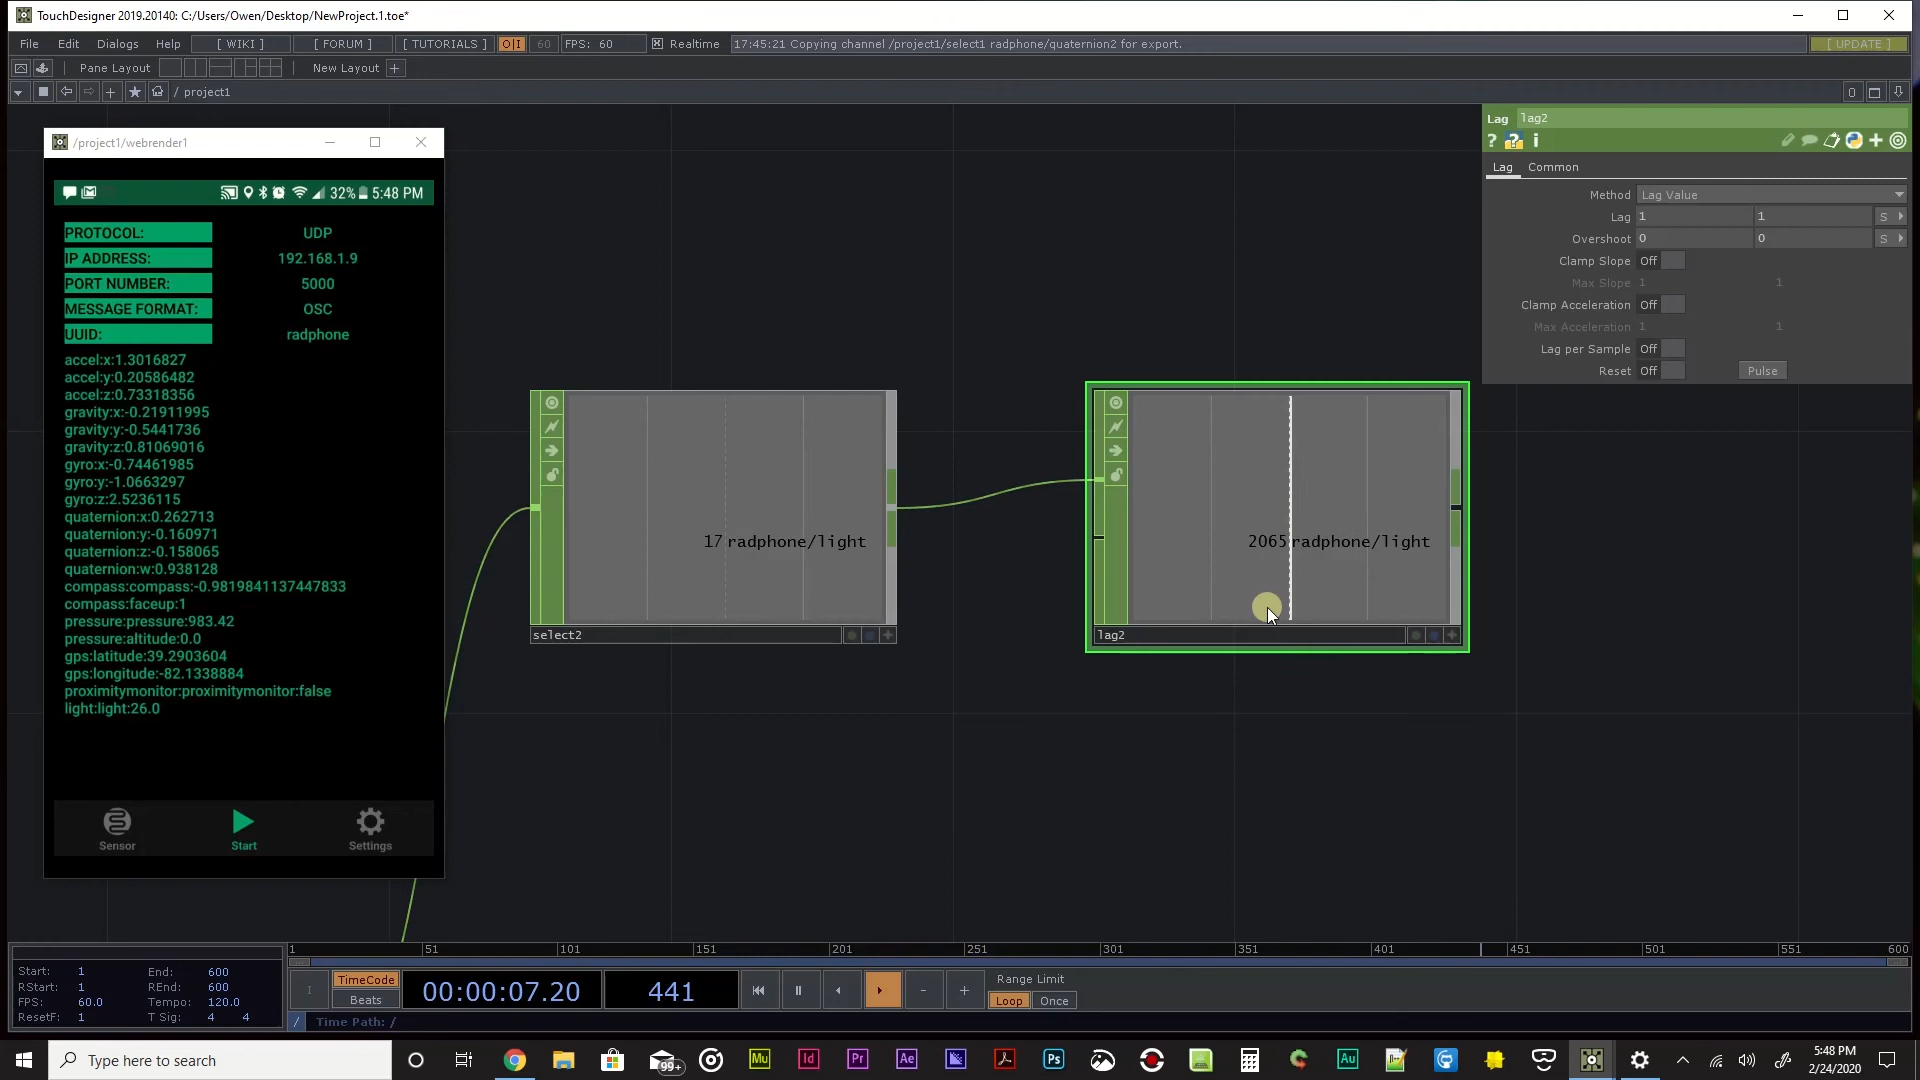 TouchDesigner 2019.20140: C:/Users/Owen/Desktop/NewProject.1.toe*
File Edit Dialogs Help [ WIKI ] [ FORUM ] [ TUTORIALS ] O|I 60 FPS: 60 Realtime 17:45:21 Copying channel /project1/select1 radphone/quaternion2 for export. [ UPDATE ]
Pane Layout New Layout +
/ project1 0
/project1/webrender1
32% 5:48 PM
PROTOCOL: UDP
IP ADDRESS: 192.168.1.9
PORT NUMBER: 5000
MESSAGE FORMAT: OSC
UUID: radphone
accel:x:1.3016827
accel:y:0.20586482
accel:z:0.73318356
gravity:x:-0.21911995
gravity:y:-0.5441736
gravity:z:0.81069016
gyro:x:-0.74461985
gyro:y:-1.0663297
gyro:z:2.5236115
quaternion:x:0.262713
quaternion:y:-0.160971
quaternion:z:-0.158065
quaternion:w:0.938128
compass:compass:-0.9819841137447833
compass:faceup:1
pressure:pressure:983.42
pressure:altitude:0.0
gps:latitude:39.2903604
gps:longitude:-82.1338884
proximitymonitor:proximitymonitor:false
light:light:26.0
Sensor Start Settings
17 radphone/light
select2
2065 radphone/light
lag2
Lag lag2
? ? i
Lag Common
Method Lag Value
Lag 1 1 S
Overshoot 0 0 S
Clamp Slope Off
Max Slope 1 1
Clamp Acceleration Off
Max Acceleration 1 1
Lag per Sample Off
Reset Off Pulse
1 51 101 151 201 251 301 351 401 451 501 551 600
Start: 1 End: 600
RStart: 1 REnd: 600
FPS: 60.0 Tempo: 120.0
ResetF: 1 T Sig: 4 4
TimeCode
Beats
00:00:07.20 441
Range Limit
Loop Once
/ Time Path: /
Type here to search
99+ Mu Id Pr Ae Ps Au
5:48 PM
2/24/2020